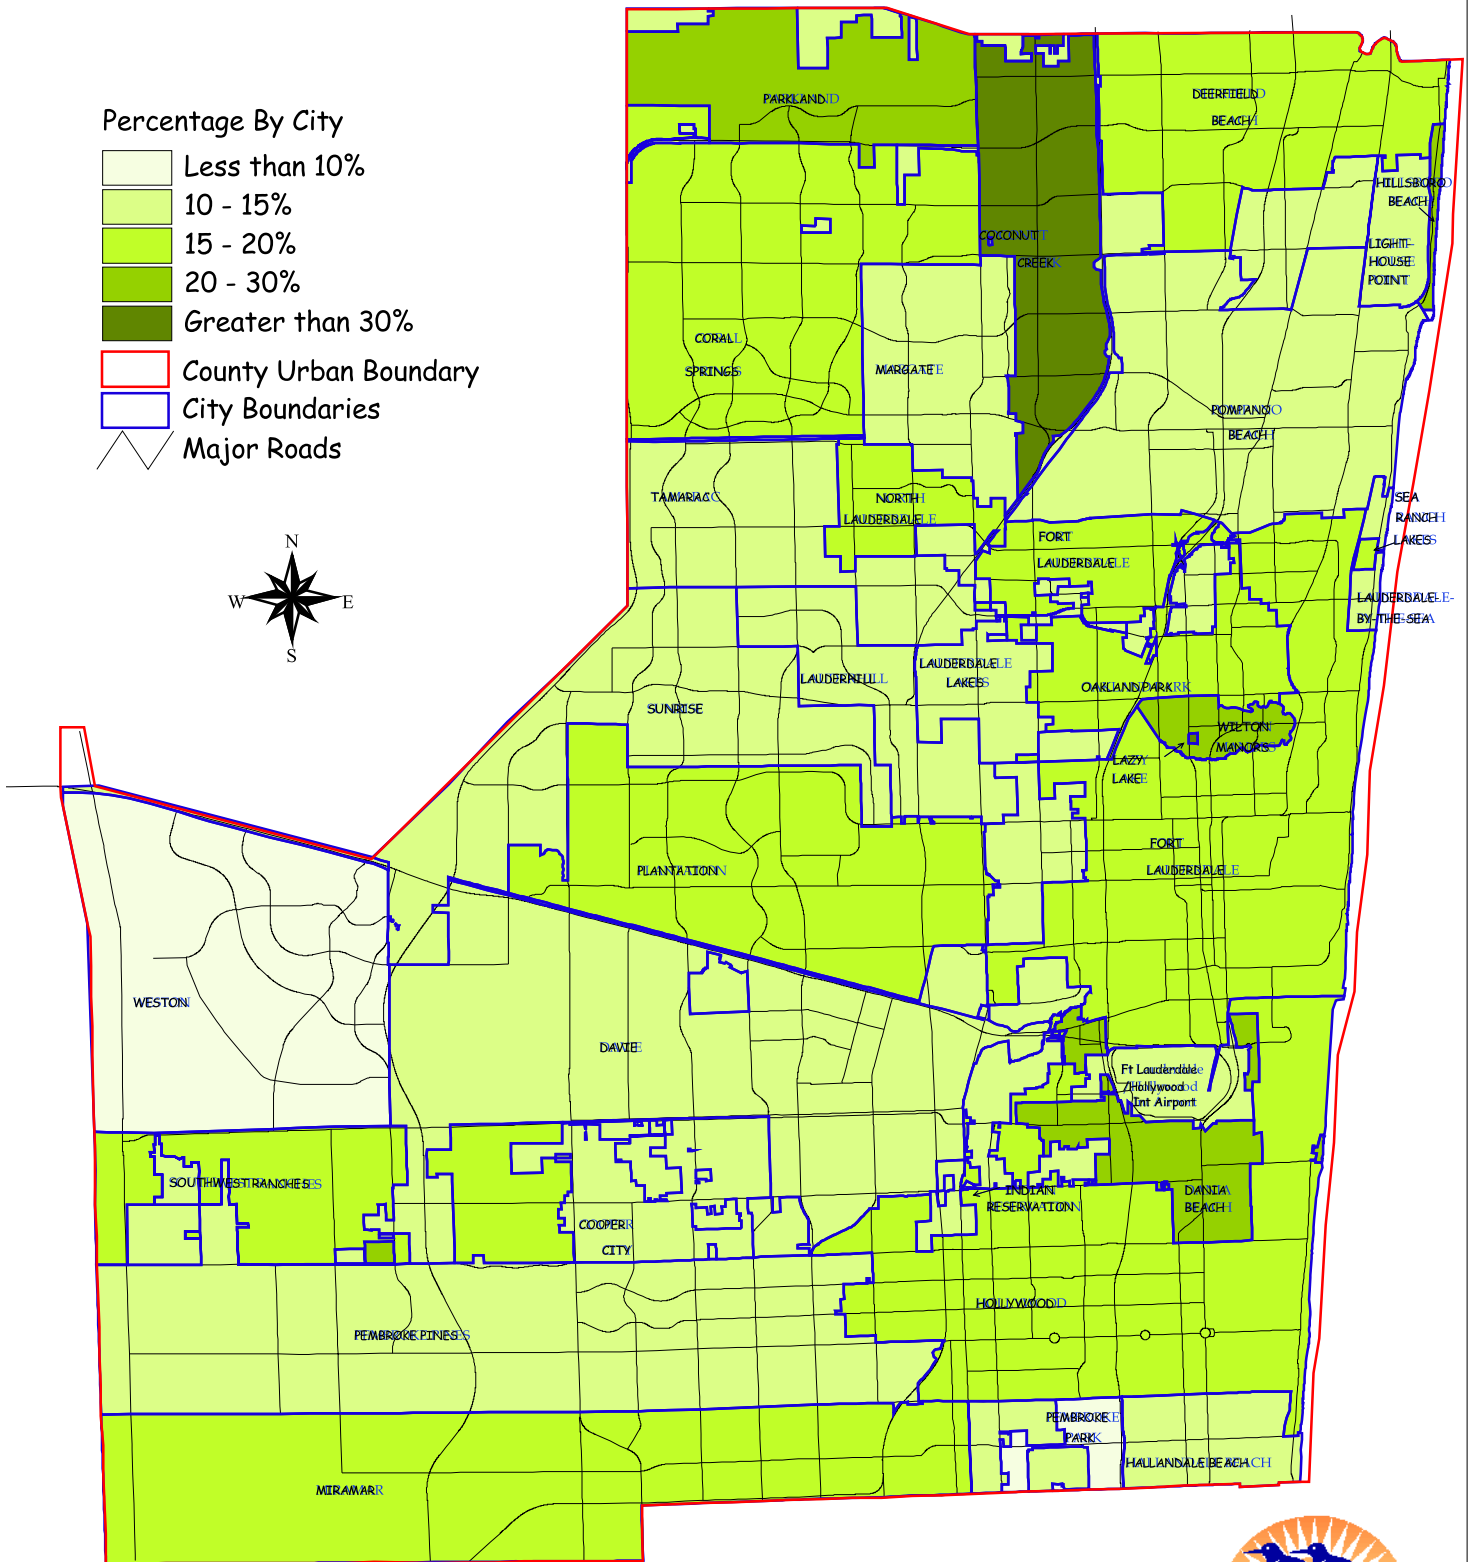 Percentage By City
Less than 10%
10 - 15%
15 - 20%
20 - 30%
Greater than 30%
County Urban Boundary
City Boundaries
Major Roads
N
W
E
S
PARKLAND
DEERFIELD
BEACH
HILLSBORO
BEACH
COCONUT
CREEK
LIGHT-
HOUSE
POINT
CORAL
SPRINGS
MARGATE
POMPANO
BEACH
TAMARAC
NORTH
LAUDERDALE
SEA
RANCH
LAKES
FORT
LAUDERDALE
LAUDERDALE-
BY-THE-SEA
LAUDERDALE
LAKES
LAUDERHILL
OAKLAND PARK
SUNRISE
WILTON
MANORS
LAZY
LAKE
FORT
LAUDERDALE
PLANTATION
WESTON
DAVIE
Ft Lauderdale
/Hollywood
Int Airport
SOUTHWEST RANCHES
INDIAN
RESERVATION
DANIA
BEACH
COOPER
CITY
HOLLYWOOD
PEMBROKE PINES
PEMBROKE
PARK
HALLANDALE BEACH
MIRAMAR